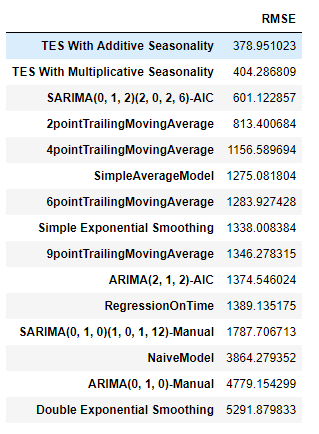 RMSE
TES With Additive Seasonality 378.951023
TES With Multiplicative Seasonality 404.286809
SARIMA(0, 1, 2)(2, 0, 2, 6)-AIC 601.122857
2pointTrailingMovingAverage 813.400684
4pointTrailingMovingAverage 1156.589694
SimpleAverageModel 1275.081804
6pointTrailingMovingAverage 1283.927428
Simple Exponential Smoothing 1338.008384
9pointTrailingMovingAverage 1346.278315
ARIMA(2, 1, 2)-AIC 1374.546024
RegressionOnTime 1389.135175
SARIMA(0, 1, 0)(1, 0, 1, 12)-Manual 1787.706713
NaiveModel 3864.279352
ARIMA(0, 1, 0)-Manual 4779.154299
Double Exponential Smoothing 5291.879833